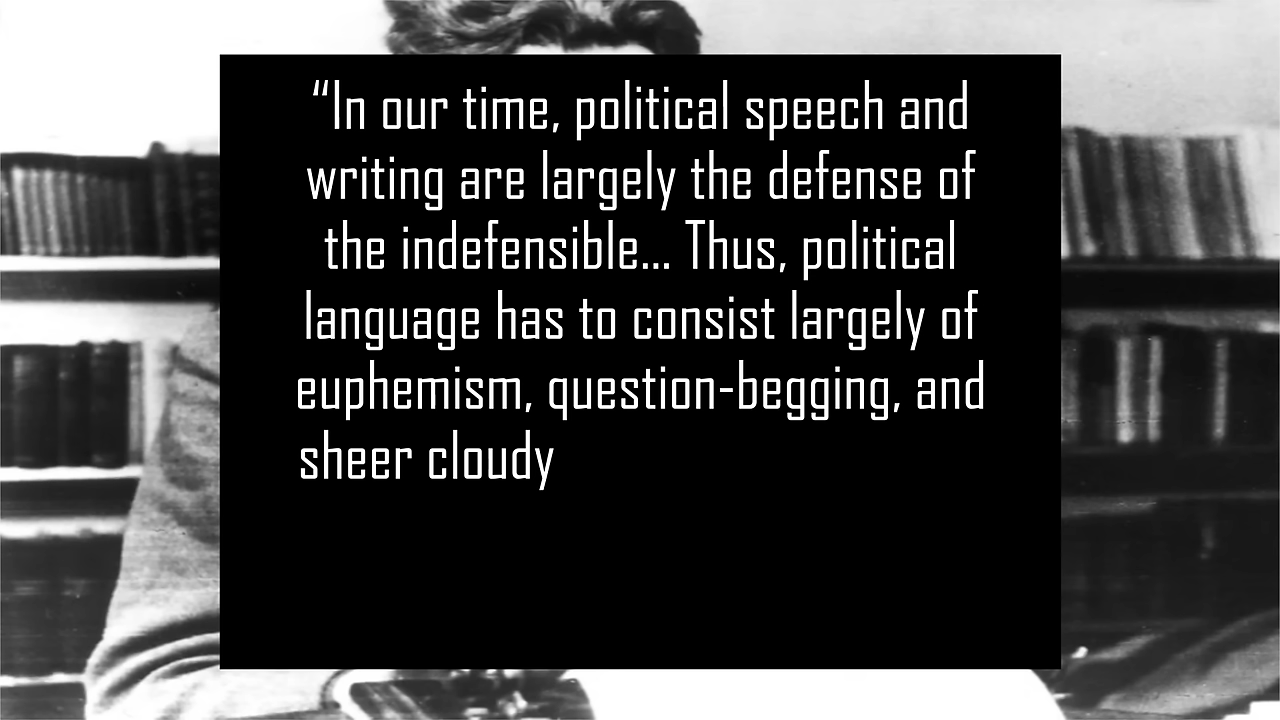 “In our time, political speech and
writing are largely the defense of
the indefensible... Thus, political
language has to consist largely of
euphemism, question-begging, and
sheer cloudy